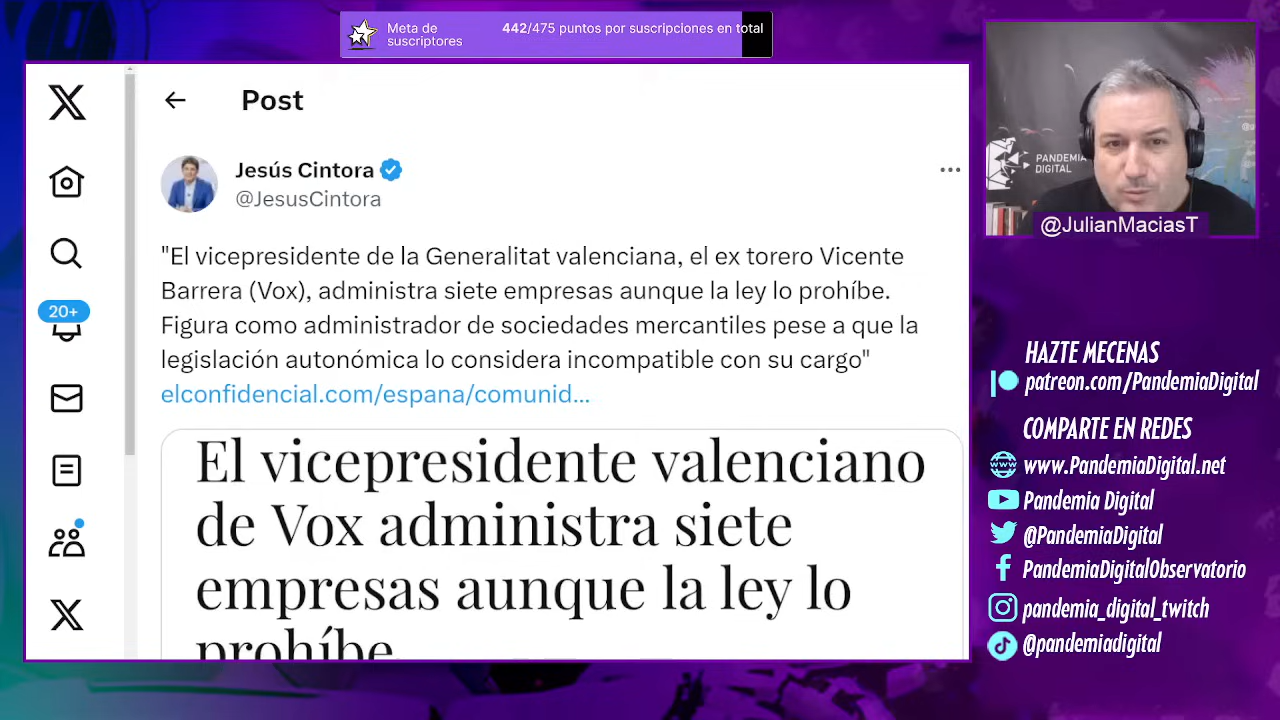 Meta de
suscriptores
442/475 puntos por suscripciones en total
Post
Jesús Cintora
@JesusCintora
"El vicepresidente de la Generalitat valenciana, el ex torero Vicente
Barrera (Vox), administra siete empresas aunque la ley lo prohíbe.
Figura como administrador de sociedades mercantiles pese a que la
legislación autonómica lo considera incompatible con su cargo"
elconfidencial.com/espana/comunid...
El vicepresidente valenciano
de Vox administra siete
empresas aunque la ley lo
prohíbe
20+
PANDEMIA
DIGITAL
@JulianMaciasT
HAZTE MECENAS
patreon.com/PandemiaDigital
COMPARTE EN REDES
www
www.PandemiaDigital.net
Pandemia Digital
@PandemiaDigital
PandemiaDigitalObservatorio
pandemia_digital_twitch
@pandemiadigital